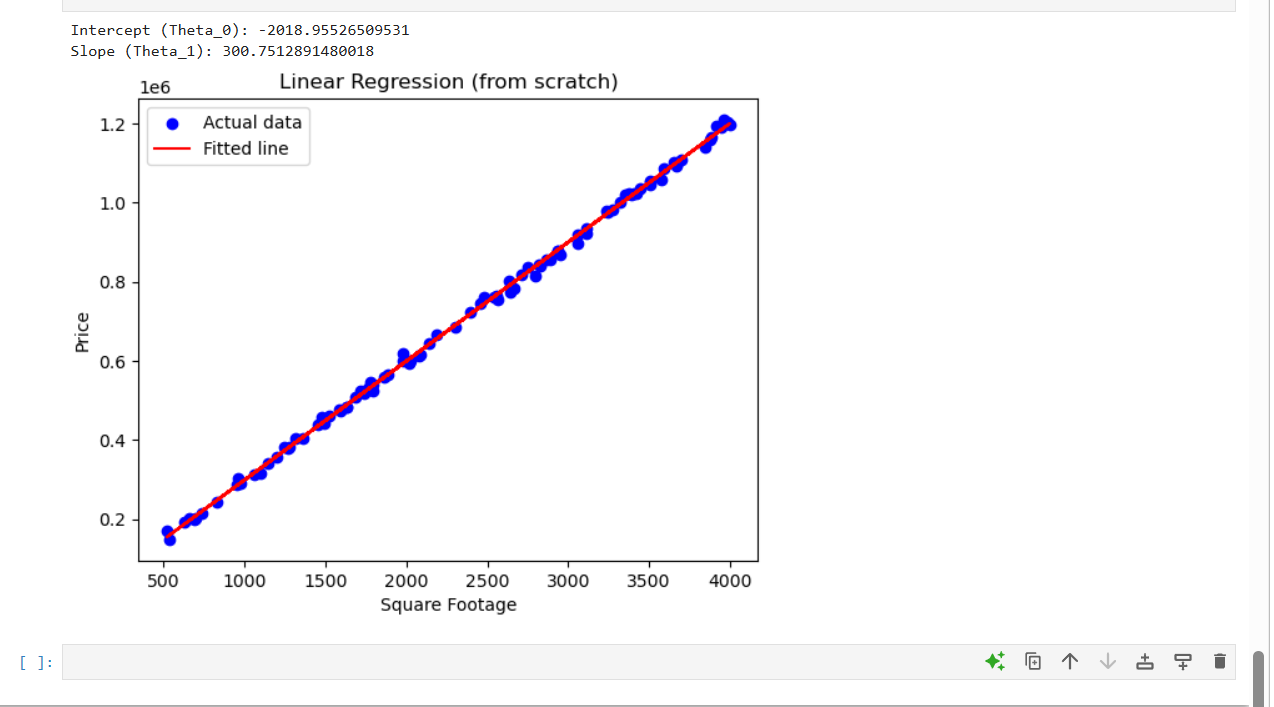 Intercept (Theta_0): -2018.95526509531
Slope (Theta_1): 300.7512891480018
Linear Regression (from scratch)
1e6
Actual data
Fitted line
1.2
1.0
0.8
0.6
0.4
0.2
Price
500 1000 1500 2000 2500 3000 3500 4000
Square Footage
[ ]: